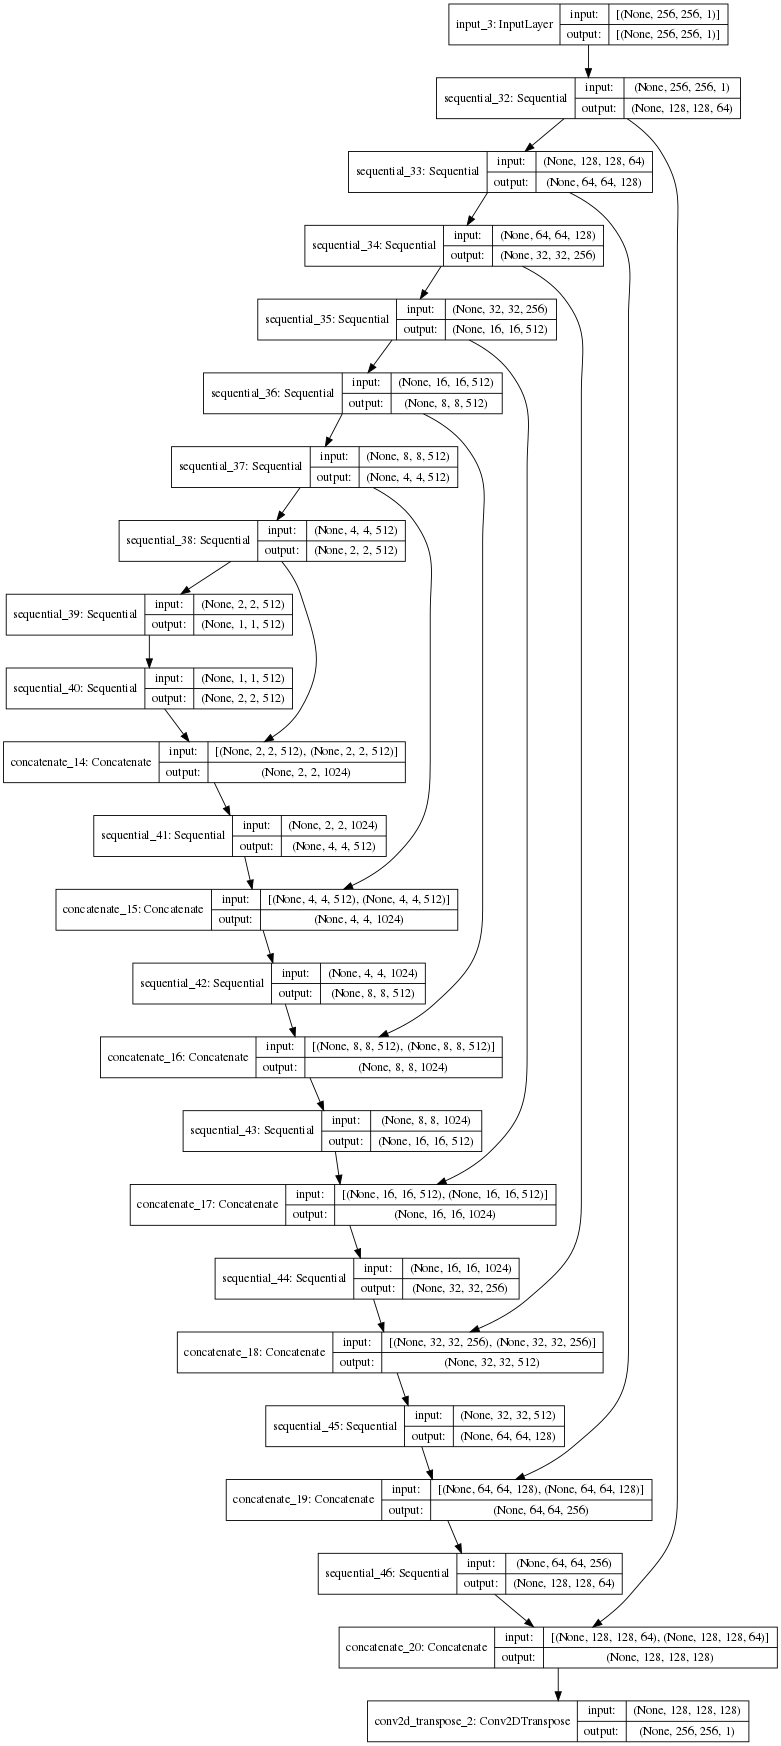 input_3: InputLayer
input: [(None, 256, 256, 1)]
output: [(None, 256, 256, 1)]
sequential_32: Sequential
input: (None, 256, 256, 1)
output: (None, 128, 128, 64)
sequential_33: Sequential
input: (None, 128, 128, 64)
output: (None, 64, 64, 128)
sequential_34: Sequential
input: (None, 64, 64, 128)
output: (None, 32, 32, 256)
sequential_35: Sequential
input: (None, 32, 32, 256)
output: (None, 16, 16, 512)
sequential_36: Sequential
input: (None, 16, 16, 512)
output: (None, 8, 8, 512)
sequential_37: Sequential
input: (None, 8, 8, 512)
output: (None, 4, 4, 512)
sequential_38: Sequential
input: (None, 4, 4, 512)
output: (None, 2, 2, 512)
sequential_39: Sequential
input: (None, 2, 2, 512)
output: (None, 1, 1, 512)
sequential_40: Sequential
input: (None, 1, 1, 512)
output: (None, 2, 2, 512)
concatenate_14: Concatenate
input: [(None, 2, 2, 512), (None, 2, 2, 512)]
output: (None, 2, 2, 1024)
sequential_41: Sequential
input: (None, 2, 2, 1024)
output: (None, 4, 4, 512)
concatenate_15: Concatenate
input: [(None, 4, 4, 512), (None, 4, 4, 512)]
output: (None, 4, 4, 1024)
sequential_42: Sequential
input: (None, 4, 4, 1024)
output: (None, 8, 8, 512)
concatenate_16: Concatenate
input: [(None, 8, 8, 512), (None, 8, 8, 512)]
output: (None, 8, 8, 1024)
sequential_43: Sequential
input: (None, 8, 8, 1024)
output: (None, 16, 16, 512)
concatenate_17: Concatenate
input: [(None, 16, 16, 512), (None, 16, 16, 512)]
output: (None, 16, 16, 1024)
sequential_44: Sequential
input: (None, 16, 16, 1024)
output: (None, 32, 32, 256)
concatenate_18: Concatenate
input: [(None, 32, 32, 256), (None, 32, 32, 256)]
output: (None, 32, 32, 512)
sequential_45: Sequential
input: (None, 32, 32, 512)
output: (None, 64, 64, 128)
concatenate_19: Concatenate
input: [(None, 64, 64, 128), (None, 64, 64, 128)]
output: (None, 64, 64, 256)
sequential_46: Sequential
input: (None, 64, 64, 256)
output: (None, 128, 128, 64)
concatenate_20: Concatenate
input: [(None, 128, 128, 64), (None, 128, 128, 64)]
output: (None, 128, 128, 128)
conv2d_transpose_2: Conv2DTranspose
input: (None, 128, 128, 128)
output: (None, 256, 256, 1)